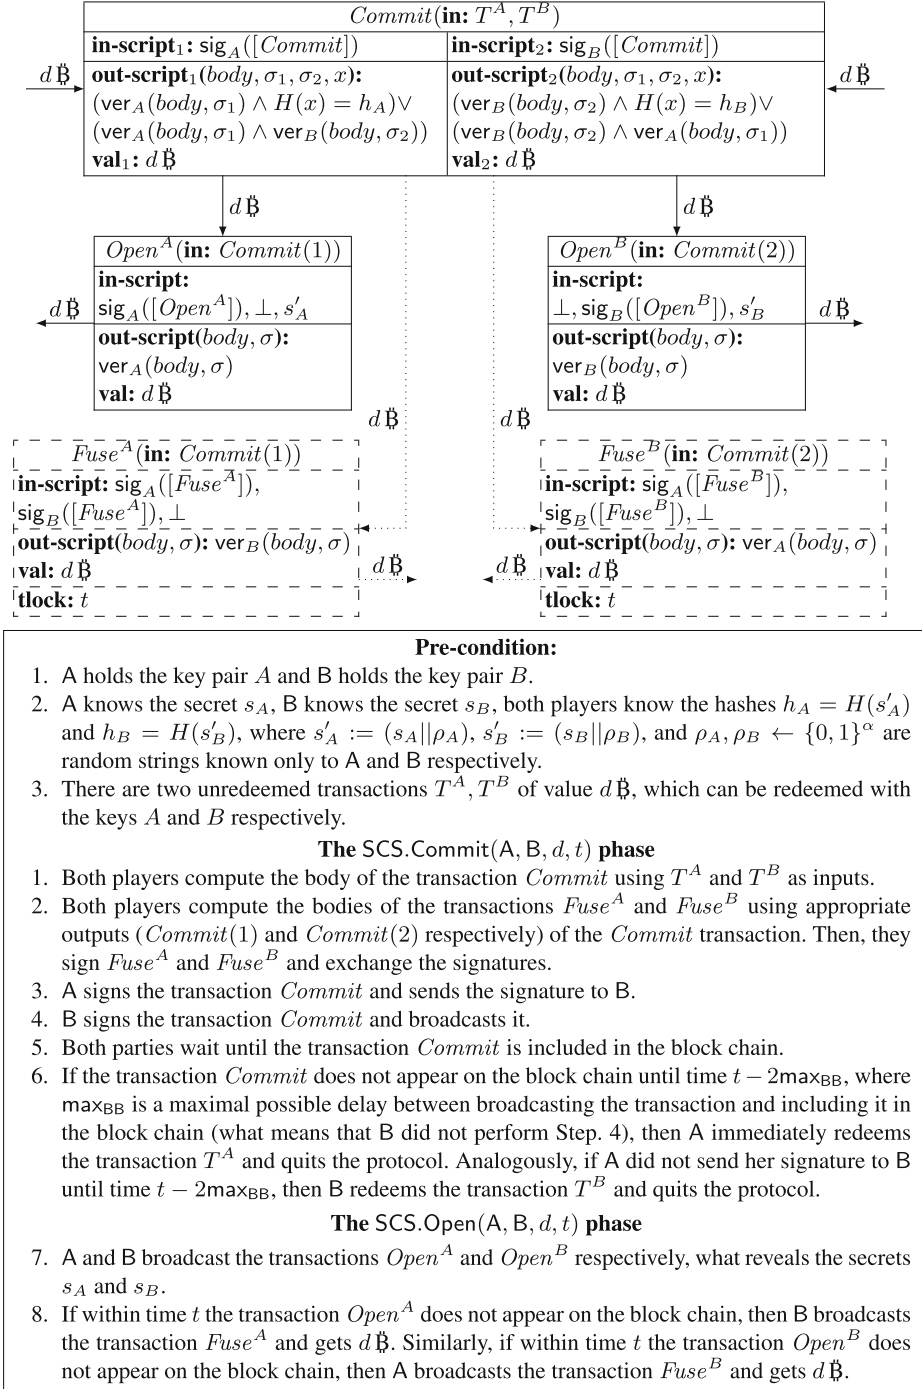 Commit(in: T^A, T^B)
in-script₁: sig_A([Commit])
in-script₂: sig_B([Commit])
d ₿
d ₿
out-script₁(body, σ₁, σ₂, x):
(ver_A(body, σ₁) ∧ H(x) = h_A)∨
(ver_A(body, σ₁) ∧ ver_B(body, σ₂))
val₁: d ₿
out-script₂(body, σ₁, σ₂, x):
(ver_B(body, σ₂) ∧ H(x) = h_B)∨
(ver_B(body, σ₂) ∧ ver_A(body, σ₁))
val₂: d ₿
d ₿
d ₿
Open^A(in: Commit(1))
in-script:
sig_A([Open^A]), ⊥, s'_A
d ₿
out-script(body, σ):
ver_A(body, σ)
val: d ₿
Open^B(in: Commit(2))
in-script:
⊥, sig_B([Open^B]), s'_B
d ₿
out-script(body, σ):
ver_B(body, σ)
val: d ₿
d ₿
d ₿
Fuse^A(in: Commit(1))
in-script: sig_A([Fuse^A]),
sig_B([Fuse^A]), ⊥
out-script(body, σ): ver_B(body, σ)
val: d ₿
d ₿
tlock: t
Fuse^B(in: Commit(2))
in-script: sig_A([Fuse^B]),
sig_B([Fuse^B]), ⊥
out-script(body, σ): ver_A(body, σ)
d ₿
val: d ₿
tlock: t
Pre-condition:
1. A holds the key pair A and B holds the key pair B.
2. A knows the secret s_A, B knows the secret s_B, both players know the hashes h_A = H(s'_A)
and h_B = H(s'_B), where s'_A := (s_A||ρ_A), s'_B := (s_B||ρ_B), and ρ_A, ρ_B ← {0, 1}^α are
random strings known only to A and B respectively.
3. There are two unredeemed transactions T^A, T^B of value d ₿, which can be redeemed with
the keys A and B respectively.
The SCS.Commit(A, B, d, t) phase
1. Both players compute the body of the transaction Commit using T^A and T^B as inputs.
2. Both players compute the bodies of the transactions Fuse^A and Fuse^B using appropriate
outputs (Commit(1) and Commit(2) respectively) of the Commit transaction. Then, they
sign Fuse^A and Fuse^B and exchange the signatures.
3. A signs the transaction Commit and sends the signature to B.
4. B signs the transaction Commit and broadcasts it.
5. Both parties wait until the transaction Commit is included in the block chain.
6. If the transaction Commit does not appear on the block chain until time t − 2max_BB, where
max_BB is a maximal possible delay between broadcasting the transaction and including it in
the block chain (what means that B did not perform Step. 4), then A immediately redeems
the transaction T^A and quits the protocol. Analogously, if A did not send her signature to B
until time t − 2max_BB, then B redeems the transaction T^B and quits the protocol.
The SCS.Open(A, B, d, t) phase
7. A and B broadcast the transactions Open^A and Open^B respectively, what reveals the secrets
s_A and s_B.
8. If within time t the transaction Open^A does not appear on the block chain, then B broadcasts
the transaction Fuse^A and gets d ₿. Similarly, if within time t the transaction Open^B does
not appear on the block chain, then A broadcasts the transaction Fuse^B and gets d ₿.